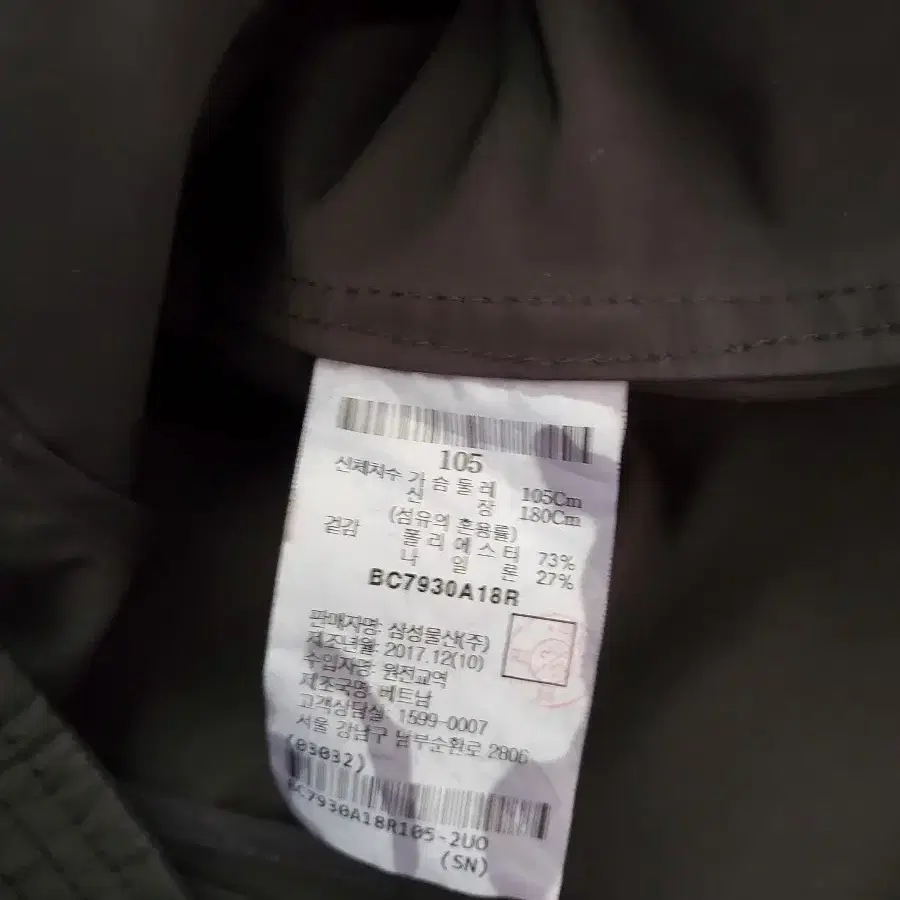 105
신체치수 가 슴 둘 레 105Cm
신 장 180Cm
(섬유의 혼용률)
겉감 폴 리 에 스 터 73%
나 일 론 27%
BC7930A18R
판매자명: 삼성물산(주)
제조년월: 2017.12(10)
수입자명: 원전교역
제조국명: 베트남
고객상담실: 1599-0007
서울 강남구 남부순환로 2806
(03032)
BC7930A18R105-2UO
(SN)